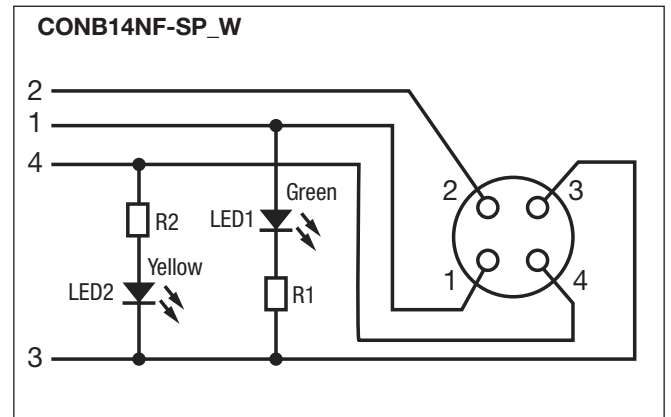 CONB14NF-SP_W
2
1
4
Green
LED1
R2
Yellow
LED2
R1
3
2
3
1
4